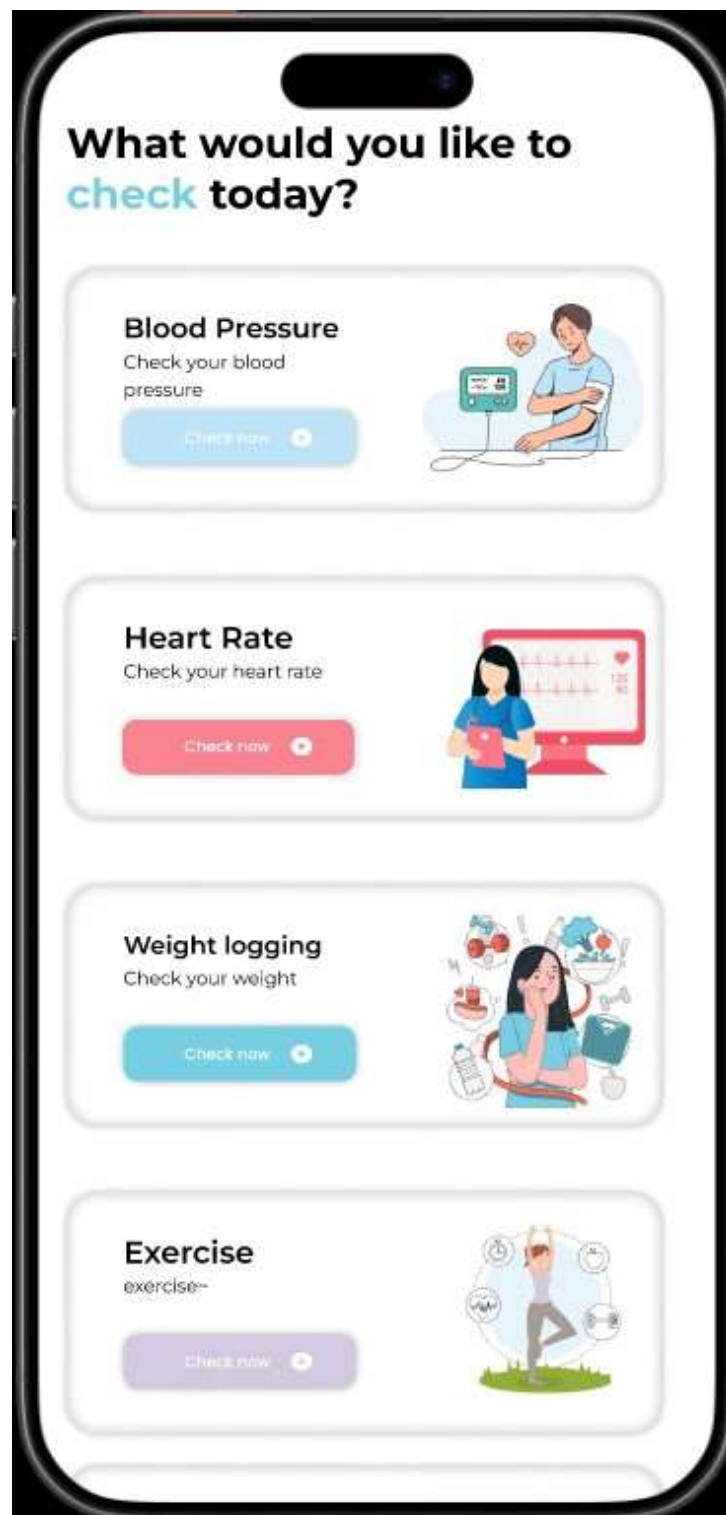 What would you like to
check today?
Blood Pressure
Check your blood
pressure
Check now
Heart Rate
Check your heart rate
Check now
Weight logging
Check your weight
Check now
Exercise
exercise~
Check now